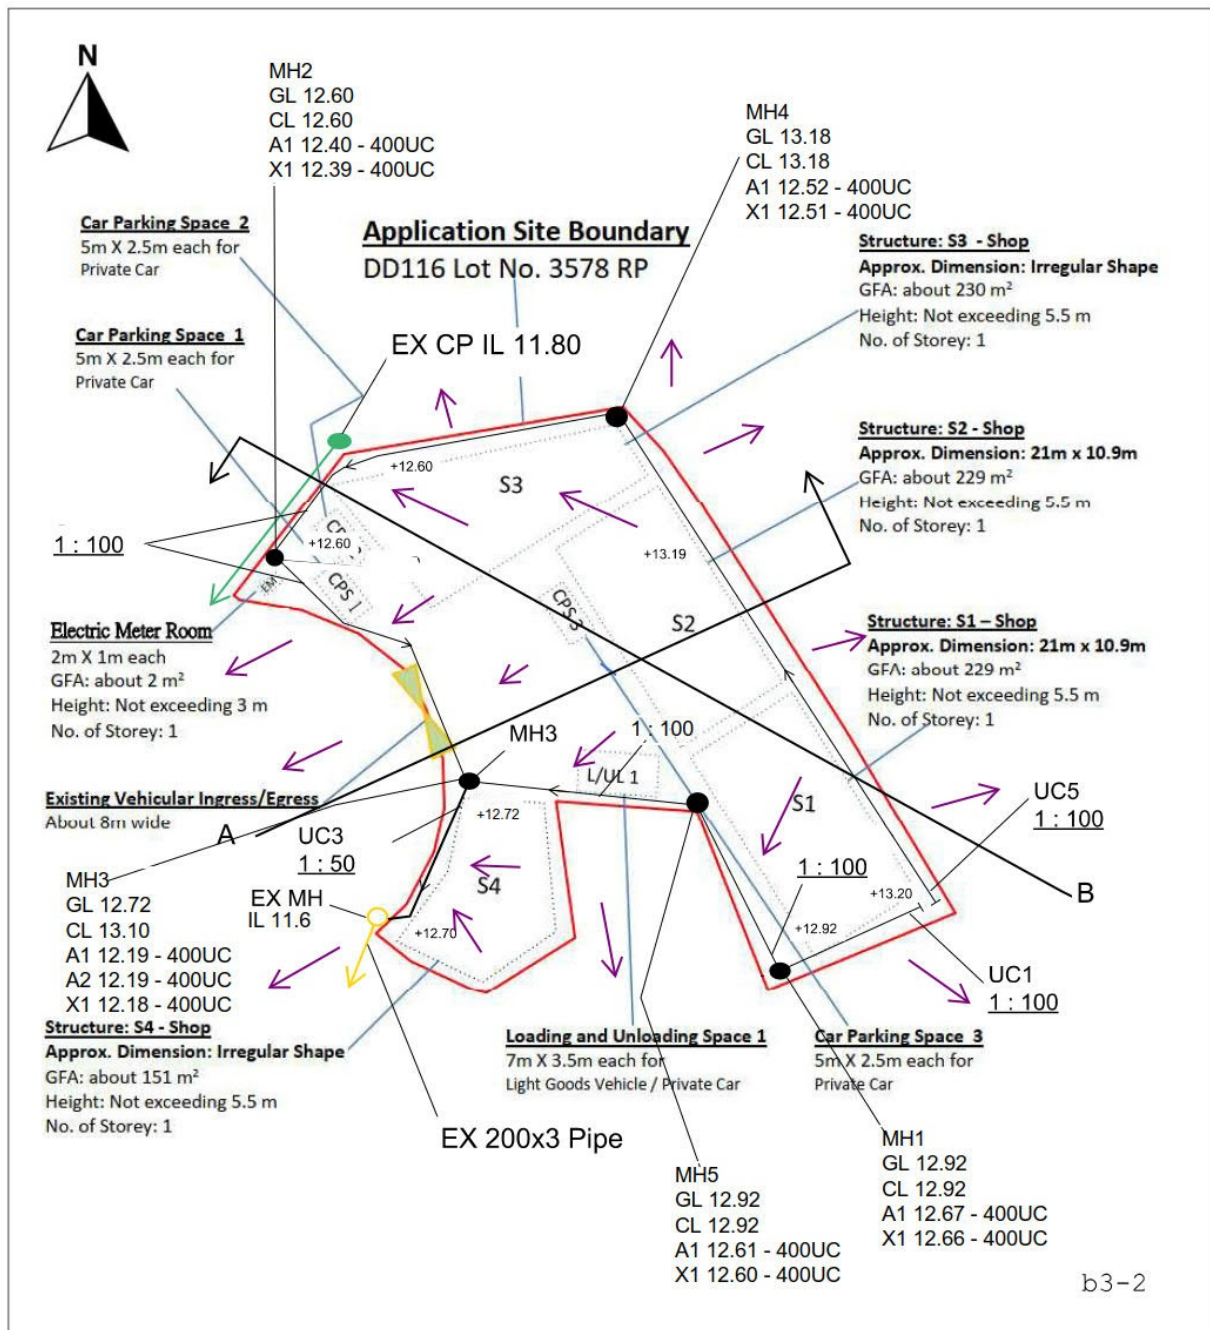 N
MH2
GL 12.60
CL 12.60
A1 12.40 - 400UC
X1 12.39 - 400UC
MH4
GL 13.18
CL 13.18
A1 12.52 - 400UC
X1 12.51 - 400UC
Car Parking Space 2
5m X 2.5m each for
Private Car
Application Site Boundary
DD116 Lot No. 3578 RP
Structure: S3 - Shop
Approx. Dimension: Irregular Shape
GFA: about 230 m²
Height: Not exceeding 5.5 m
No. of Storey: 1
Car Parking Space 1
5m X 2.5m each for
Private Car
EX CP IL 11.80
Structure: S2 - Shop
Approx. Dimension: 21m x 10.9m
GFA: about 229 m²
Height: Not exceeding 5.5 m
No. of Storey: 1
+12.60
S3
1 : 100
+12.60
+13.19
EM
CPS 1
CPS 3
S2
Electric Meter Room
2m X 1m each
GFA: about 2 m²
Height: Not exceeding 3 m
No. of Storey: 1
Structure: S1 – Shop
Approx. Dimension: 21m x 10.9m
GFA: about 229 m²
Height: Not exceeding 5.5 m
No. of Storey: 1
MH3
1 : 100
L/UL 1
S1
Existing Vehicular Ingress/Egress
About 8m wide
A
UC3
1 : 50
+12.72
UC5
1 : 100
1 : 100
B
MH3
GL 12.72
CL 13.10
A1 12.19 - 400UC
A2 12.19 - 400UC
X1 12.18 - 400UC
EX MH
IL 11.6
S4
+12.70
+13.20
+12.92
UC1
1 : 100
Structure: S4 - Shop
Approx. Dimension: Irregular Shape
GFA: about 151 m²
Height: Not exceeding 5.5 m
No. of Storey: 1
Loading and Unloading Space 1
7m X 3.5m each for
Light Goods Vehicle / Private Car
Car Parking Space 3
5m X 2.5m each for
Private Car
EX 200x3 Pipe
MH5
GL 12.92
CL 12.92
A1 12.61 - 400UC
X1 12.60 - 400UC
MH1
GL 12.92
CL 12.92
A1 12.67 - 400UC
X1 12.66 - 400UC
b3-2